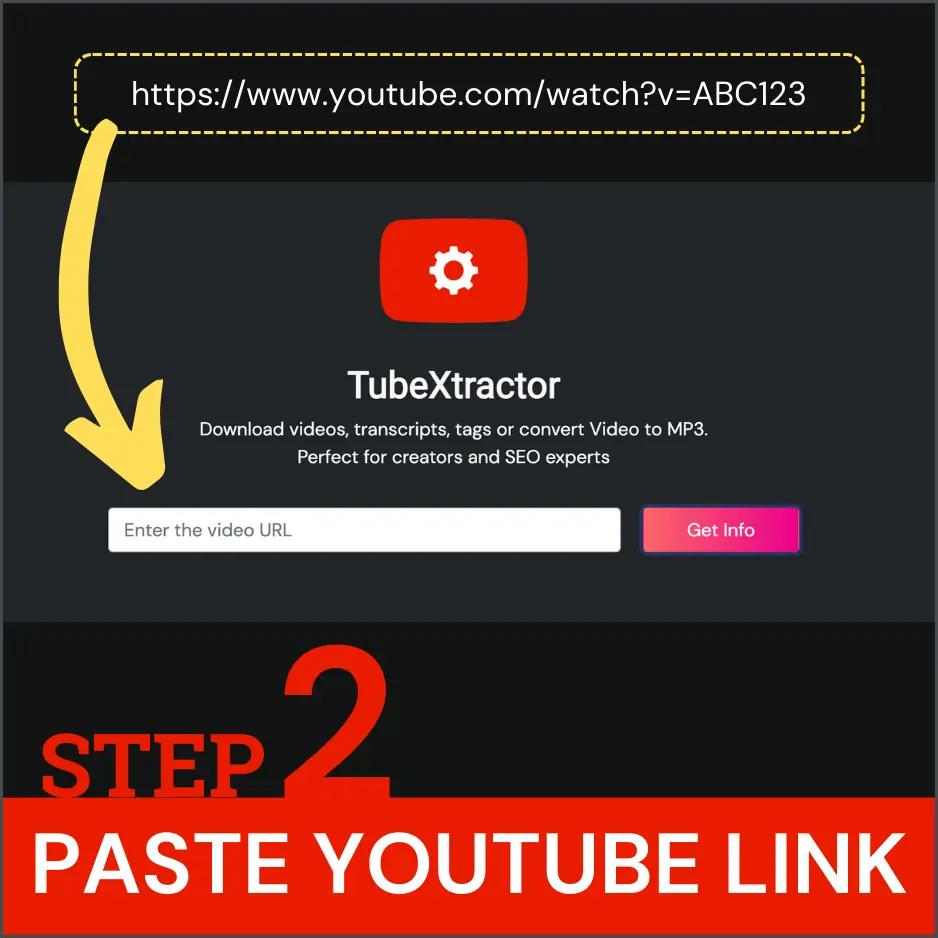 https://www.youtube.com/watch?v=ABC123
TubeXtractor
Download videos, transcripts, tags or convert Video to MP3.
Perfect for creators and SEO experts
Enter the video URL
Get Info
STEP 2
PASTE YOUTUBE LINK